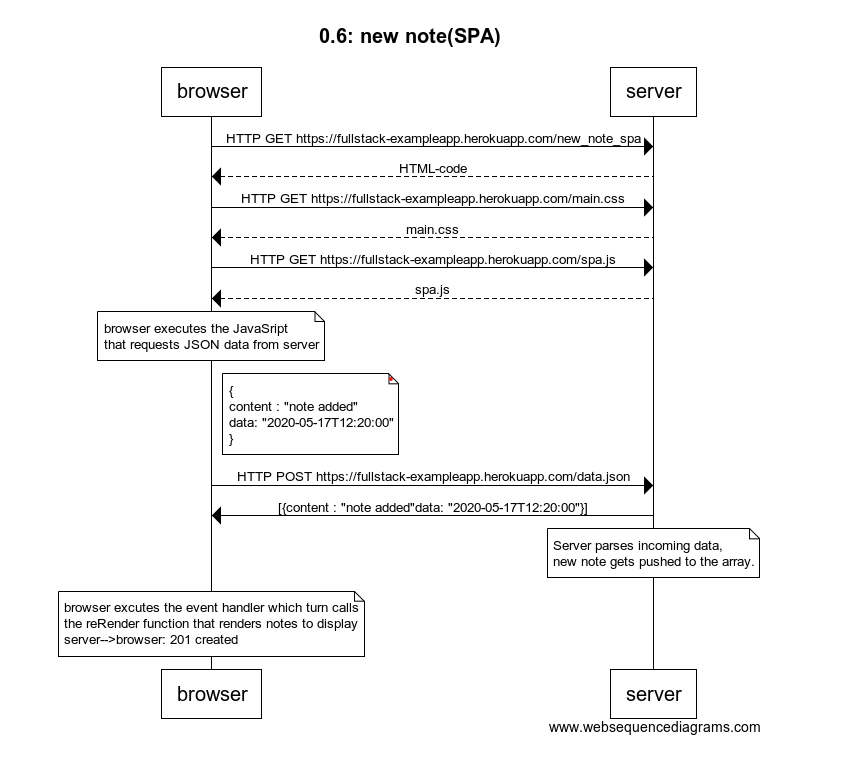 0.6: new note(SPA)
browser
server
HTTP GET https://fullstack-exampleapp.herokuapp.com/new_note_spa
HTML-code
HTTP GET https://fullstack-exampleapp.herokuapp.com/main.css
main.css
HTTP GET https://fullstack-exampleapp.herokuapp.com/spa.js
spa.js
browser executes the JavaSript
that requests JSON data from server
{
content : "note added"
data: "2020-05-17T12:20:00"
}
HTTP POST https://fullstack-exampleapp.herokuapp.com/data.json
[{content : "note added"data: "2020-05-17T12:20:00"}]
Server parses incoming data,
new note gets pushed to the array.
browser excutes the event handler which turn calls
the reRender function that renders notes to display
server-->browser: 201 created
browser
server
www.websequencediagrams.com